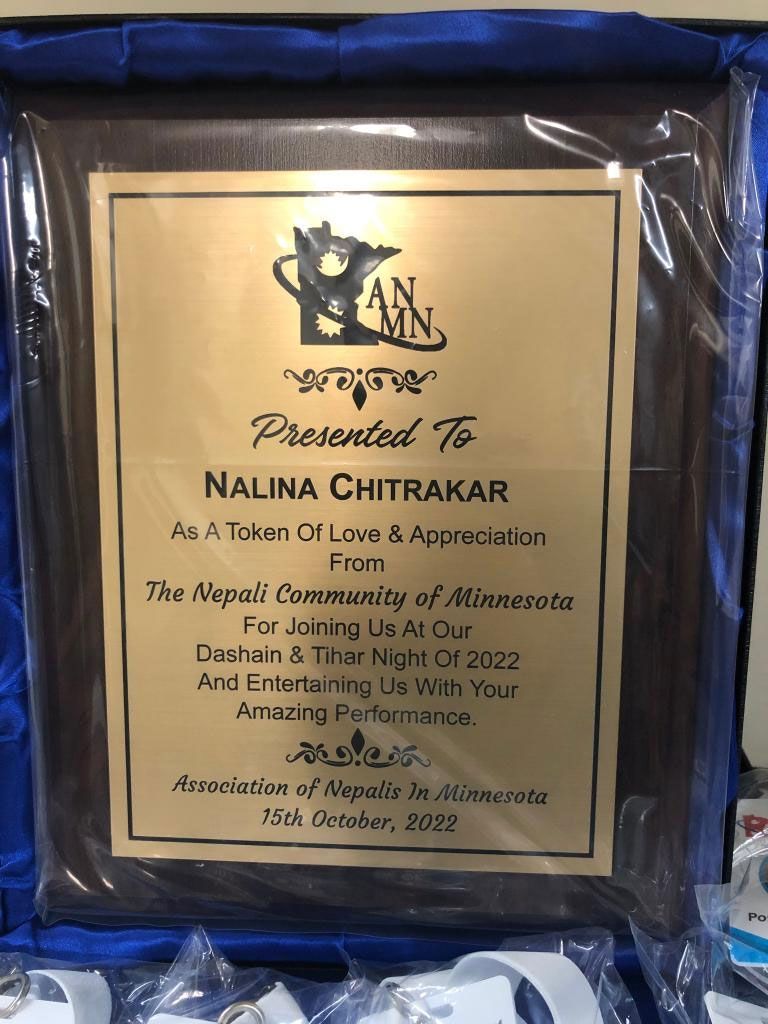 AN
MN
Presented To
NALINA CHITRAKAR
As A Token Of Love & Appreciation
From
The Nepali Community of Minnesota
For Joining Us At Our
Dashain & Tihar Night Of 2022
And Entertaining Us With Your
Amazing Performance.
Association of Nepalis In Minnesota
15th October, 2022